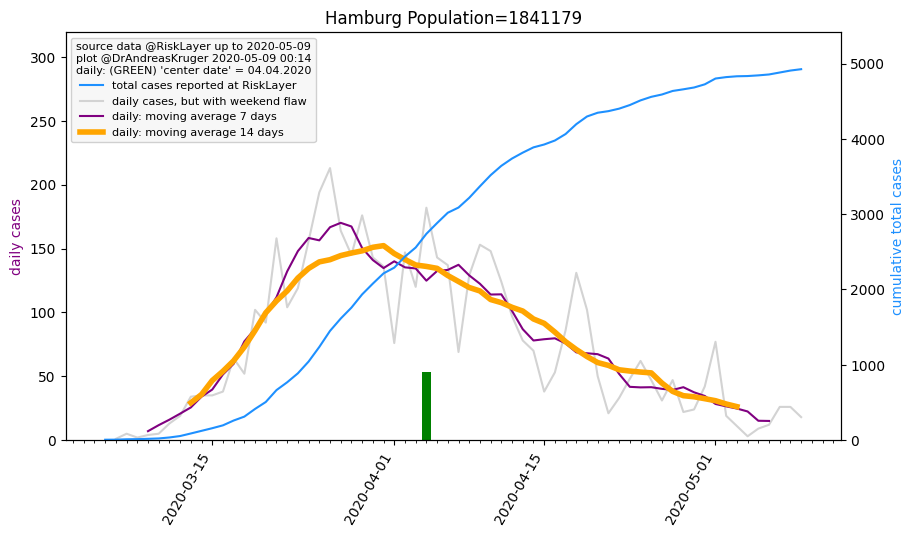 Hamburg Population=1841179
source data @RiskLayer up to 2020-05-09
plot @DrAndreasKruger 2020-05-09 00:14
daily: (GREEN) 'center date' = 04.04.2020
total cases reported at RiskLayer
daily cases, but with weekend flaw
daily: moving average 7 days
daily: moving average 14 days
300
250
200
150
100
50
0
daily cases
5000
4000
3000
2000
1000
0
cumulative total cases
2020-03-15
2020-04-01
2020-04-15
2020-05-01